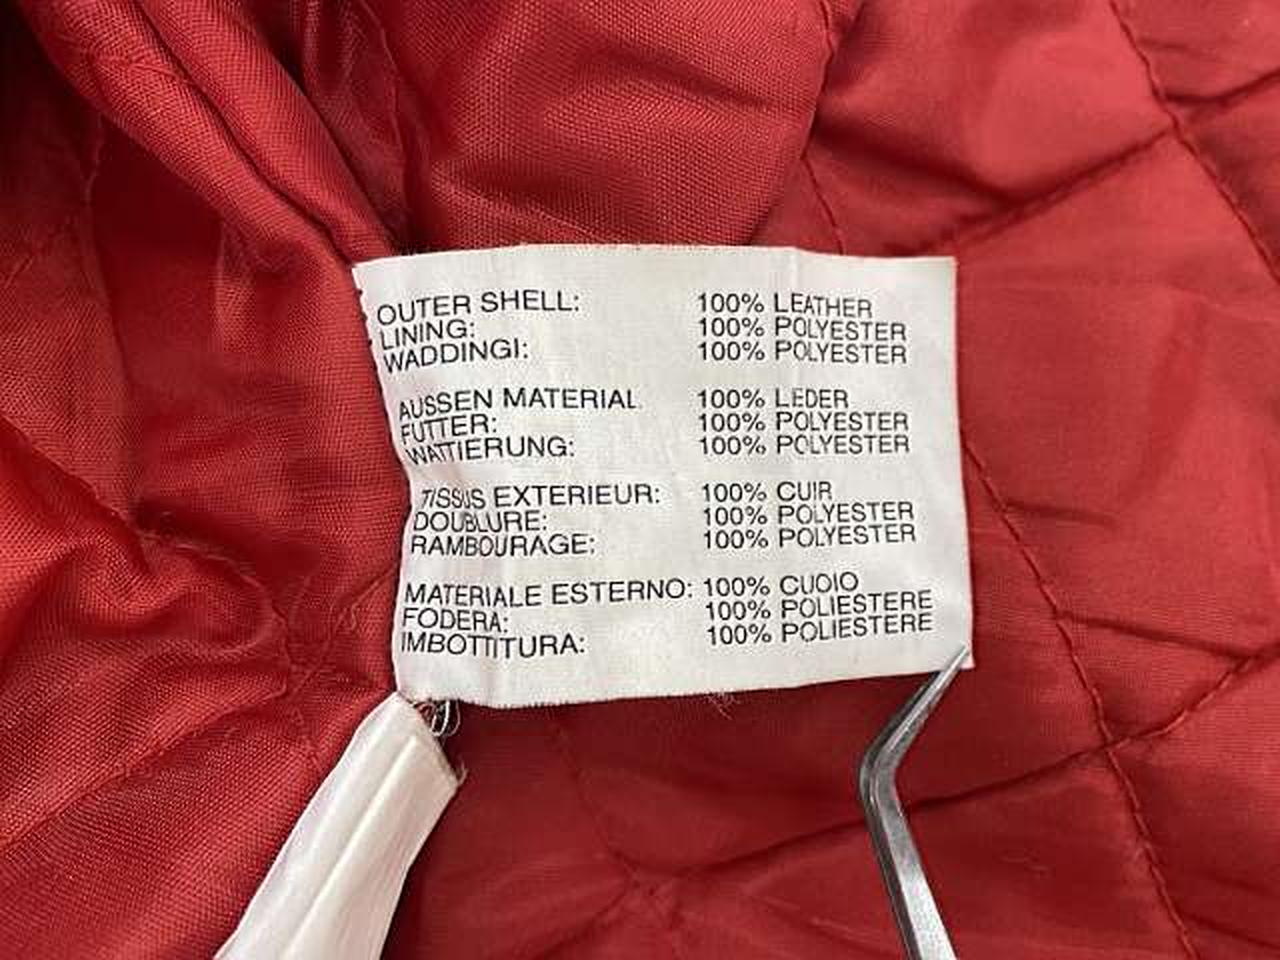 OUTER SHELL: 100% LEATHER
LINING: 100% POLYESTER
WADDINGI: 100% POLYESTER
AUSSEN MATERIAL 100% LEDER
FUTTER: 100% POLYESTER
WATTIERUNG: 100% POLYESTER
TISSUS EXTERIEUR: 100% CUIR
DOUBLURE: 100% POLYESTER
RAMBOURAGE: 100% POLYESTER
MATERIALE ESTERNO: 100% CUOIO
FODERA: 100% POLIESTERE
IMBOTTITURA: 100% POLIESTERE